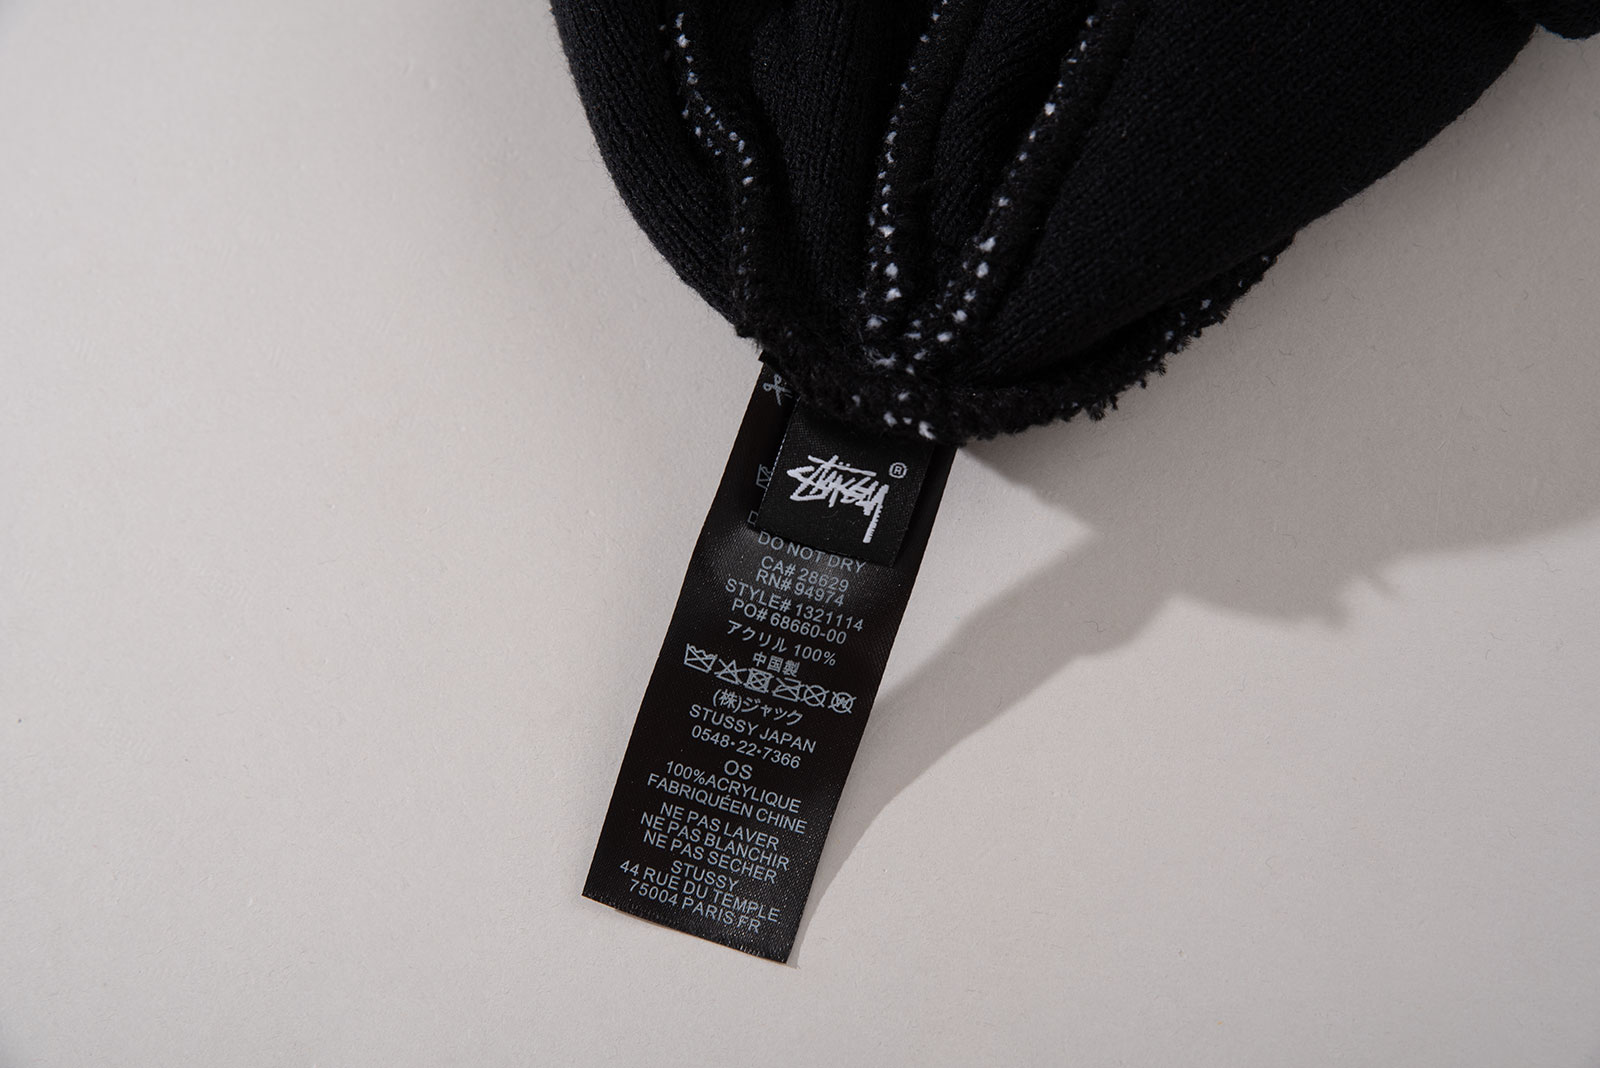 STÜSSY ®
DO NOT DRY
CA# 28629
RN# 94974
STYLE# 1321114
PO# 68660-00
アクリル 100%
中国製
(株)ジャック
STUSSY JAPAN
0548・22・7366
OS
100%ACRYLIQUE
FABRIQUÉEN CHINE
NE PAS LAVER
NE PAS BLANCHIR
NE PAS SECHER
STUSSY
44 RUE DU TEMPLE
75004 PARIS.FR